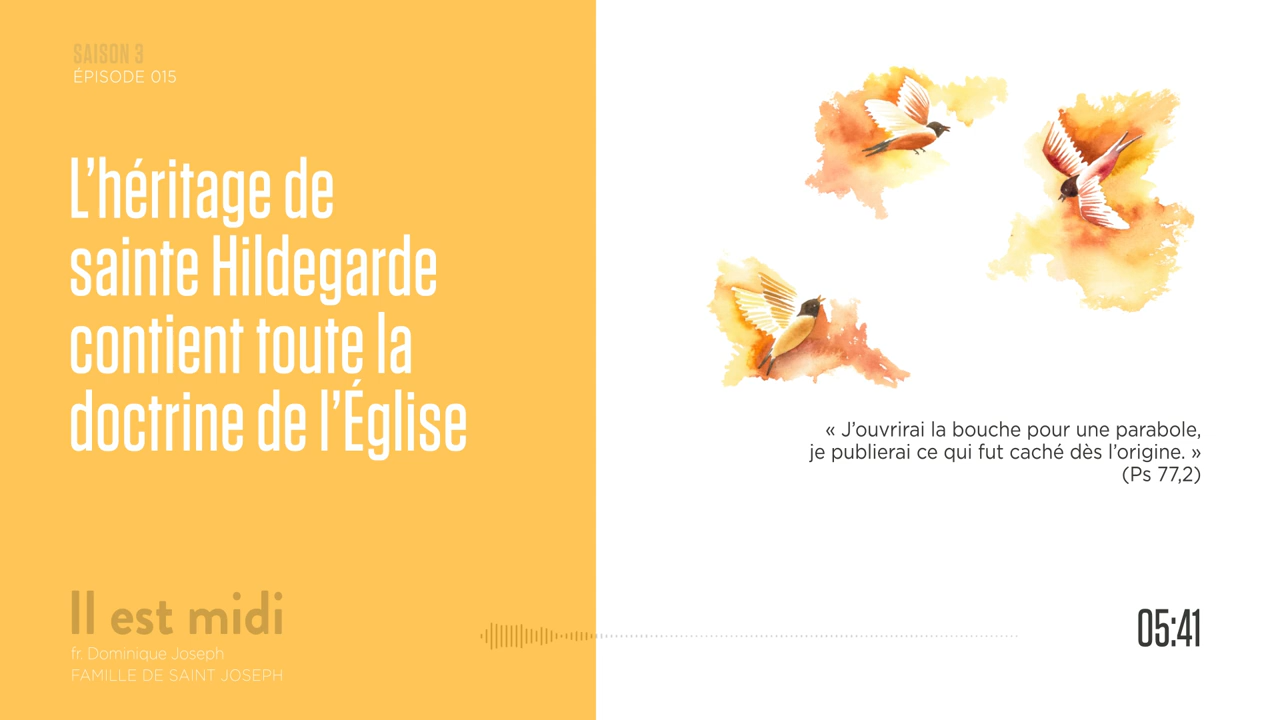 SAISON 3
ÉPISODE 015
L’héritage de
sainte Hildegarde
contient toute la
doctrine de l’Église
« J’ouvrirai la bouche pour une parabole,
je publierai ce qui fut caché dès l’origine. »
(Ps 77,2)
Il est midi
fr. Dominique Joseph
FAMILLE DE SAINT JOSEPH
05:41